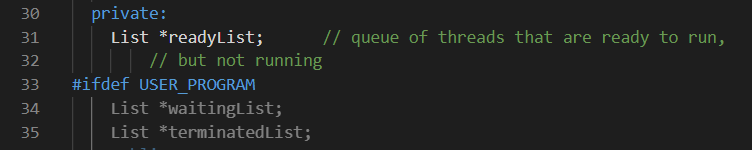 30 private:
31 List *readyList; // queue of threads that are ready to run,
32 // but not running
33 #ifdef USER_PROGRAM
34 List *waitingList;
35 List *terminatedList;